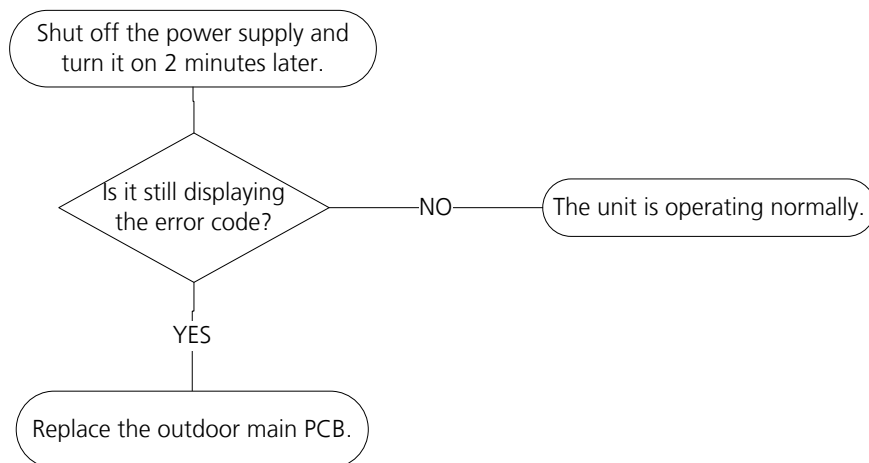 Shut off the power supply and
turn it on 2 minutes later.
Is it still displaying
the error code?
NO
The unit is operating normally.
YES
Replace the outdoor main PCB.